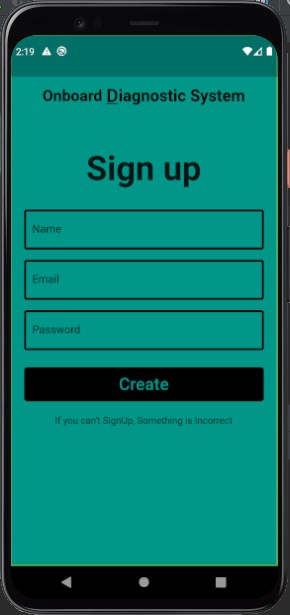 2:19
Onboard Diagnostic System
Sign up
Name
Email
Password
Create
If you can't SignUp, Something is Incorrect